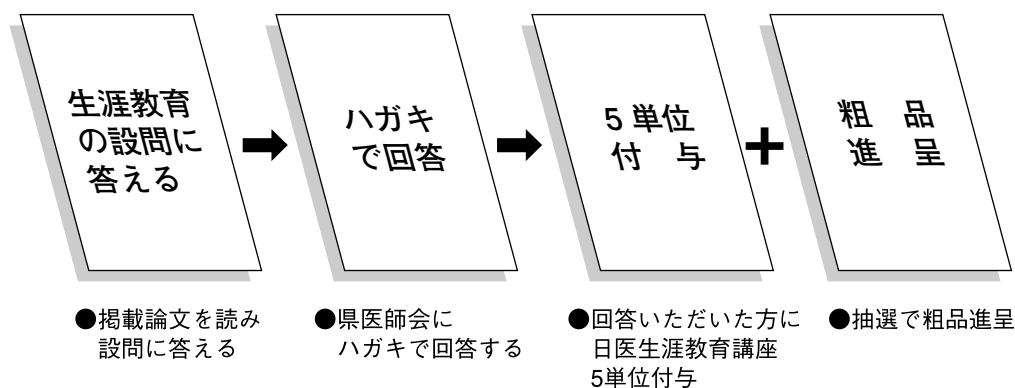 生涯教育
の設問に
答える
ハガキ
で回答
5単位
付　与
粗　品
進　呈
●掲載論文を読み
設問に答える
●県医師会に
ハガキで回答する
●回答いただいた方に
日医生涯教育講座
5単位付与
●抽選で粗品進呈